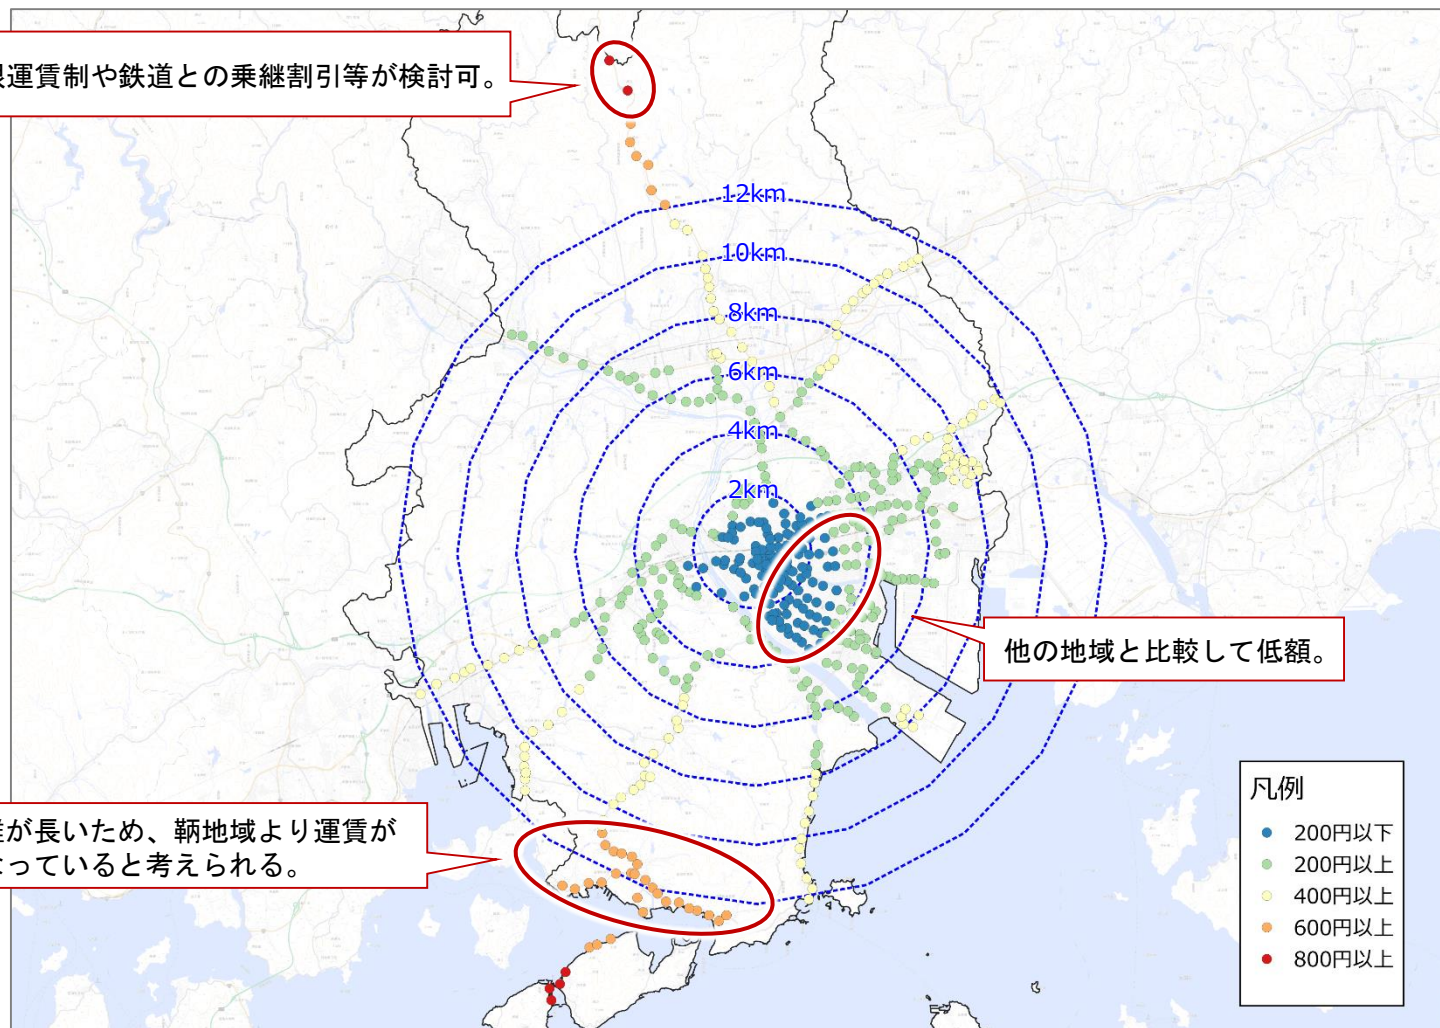 限運賃制や鉄道との乗継割引等が検討可。
12km
10km
8km
6km
4km
2km
他の地域と比較して低額。
が長いため、鞆地域より運賃が
なっていると考えられる。
凡例
200円以下
200円以上
400円以上
600円以上
800円以上